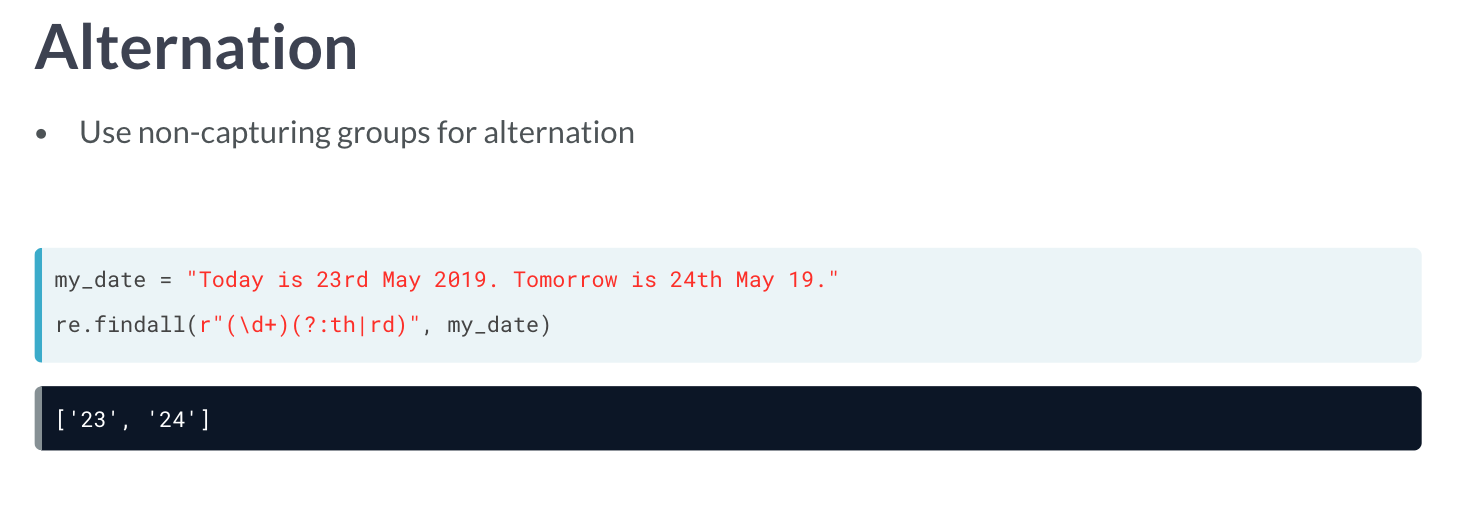 Alternation
• Use non-capturing groups for alternation
my_date = "Today is 23rd May 2019. Tomorrow is 24th May 19."
re.findall(r"(\d+)(?:th|rd)", my_date)
['23', '24']